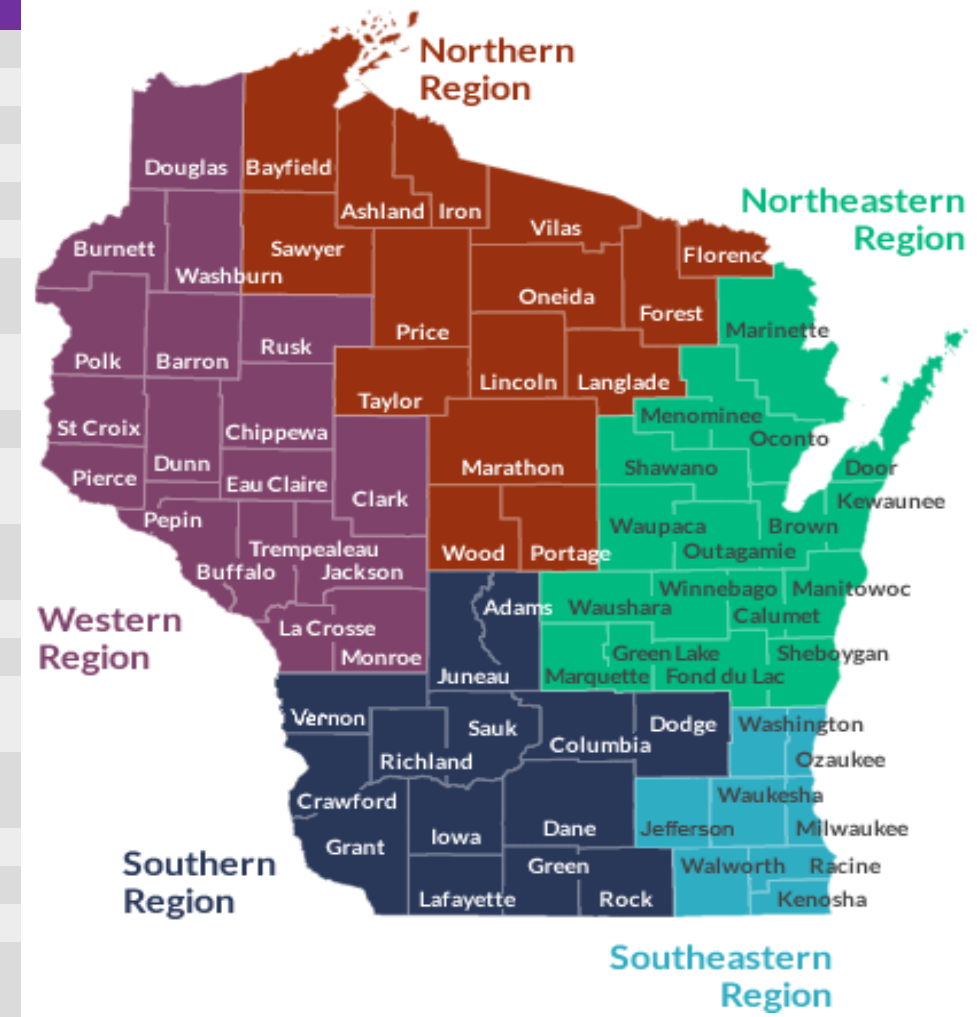 Northern
Region
Northeastern
Region
Douglas
Bayfield
Ashland
Iron
Vilas
Burnett
Sawyer
Florenc
Washburn
Oneida
Forest
Marinette
Price
Rusk
Polk
Barron
Lincoln
Langlade
Taylor
Menominee
St Croix
Chippewa
Oconto
Dunn
Marathon
Shawano
Door
Pierce
Eau Claire
Clark
Kewaunee
Pepin
Waupaca
Brown
Trempealeau
Wood
Portage
Outagamie
Buffalo
Jackson
Winnebago
Manitowoc
Adams
Waushara
Calumet
Western
Region
La Crosse
Monroe
Green Lake
Sheboygan
Juneau
Marquette
Fond du Lac
Vernon
Sauk
Dodge
Washington
Columbia
Richland
Ozaukee
Crawford
Waukesha
Iowa
Dane
Jefferson
Milwaukee
Grant
Southern
Region
Green
Walworth
Racine
Lafayette
Rock
Kenosha
Southeastern
Region